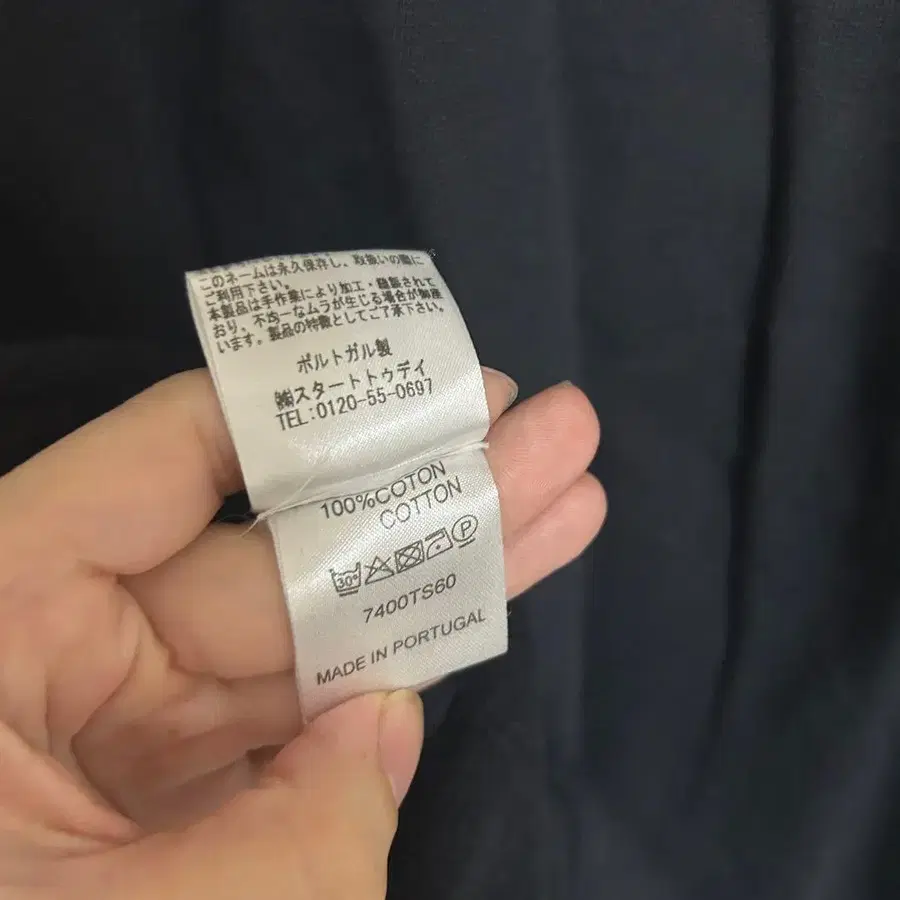 このネームは永久保存し、取扱いの際に
ご利用下さい。
本製品は手作業により加工・縫製されて
おり、不均一なムラが生じる場合が御座
います。製品の特徴としてご了承下さい。
ポルトガル製
㈱スタートトゥデイ
TEL:0120-55-0697
100%COTON
COTTON
30°
P
7400TS60
MADE IN PORTUGAL